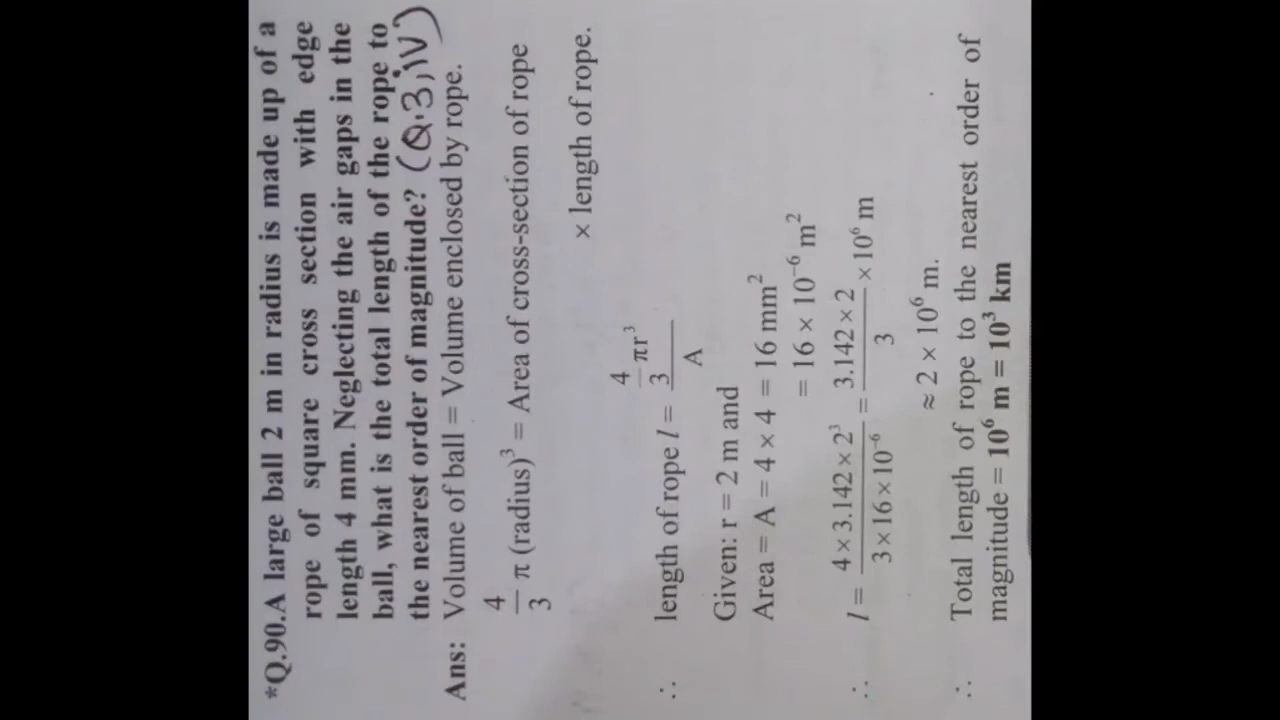 *Q.90.A large ball 2 m in radius is made up of a
rope of square cross section with edge
length 4 mm. Neglecting the air gaps in the
ball, what is the total length of the rope to
the nearest order of magnitude? (Q.3,iv)
Ans: Volume of ball = Volume enclosed by rope.
4/3 π (radius)³ = Area of cross-section of rope
× length of rope.
∴ length of rope l = (4/3 πr³)/A
Given: r = 2 m and
Area = A = 4 × 4 = 16 mm²
= 16 × 10⁻⁶ m²
∴ l = (4 × 3.142 × 2³)/(3 × 16 × 10⁻⁶) = (3.142 × 2 × 2)/3 × 10⁶ m
≈ 2 × 10⁶ m.
∴ Total length of rope to the nearest order of
magnitude = 10⁶ m = 10³ km